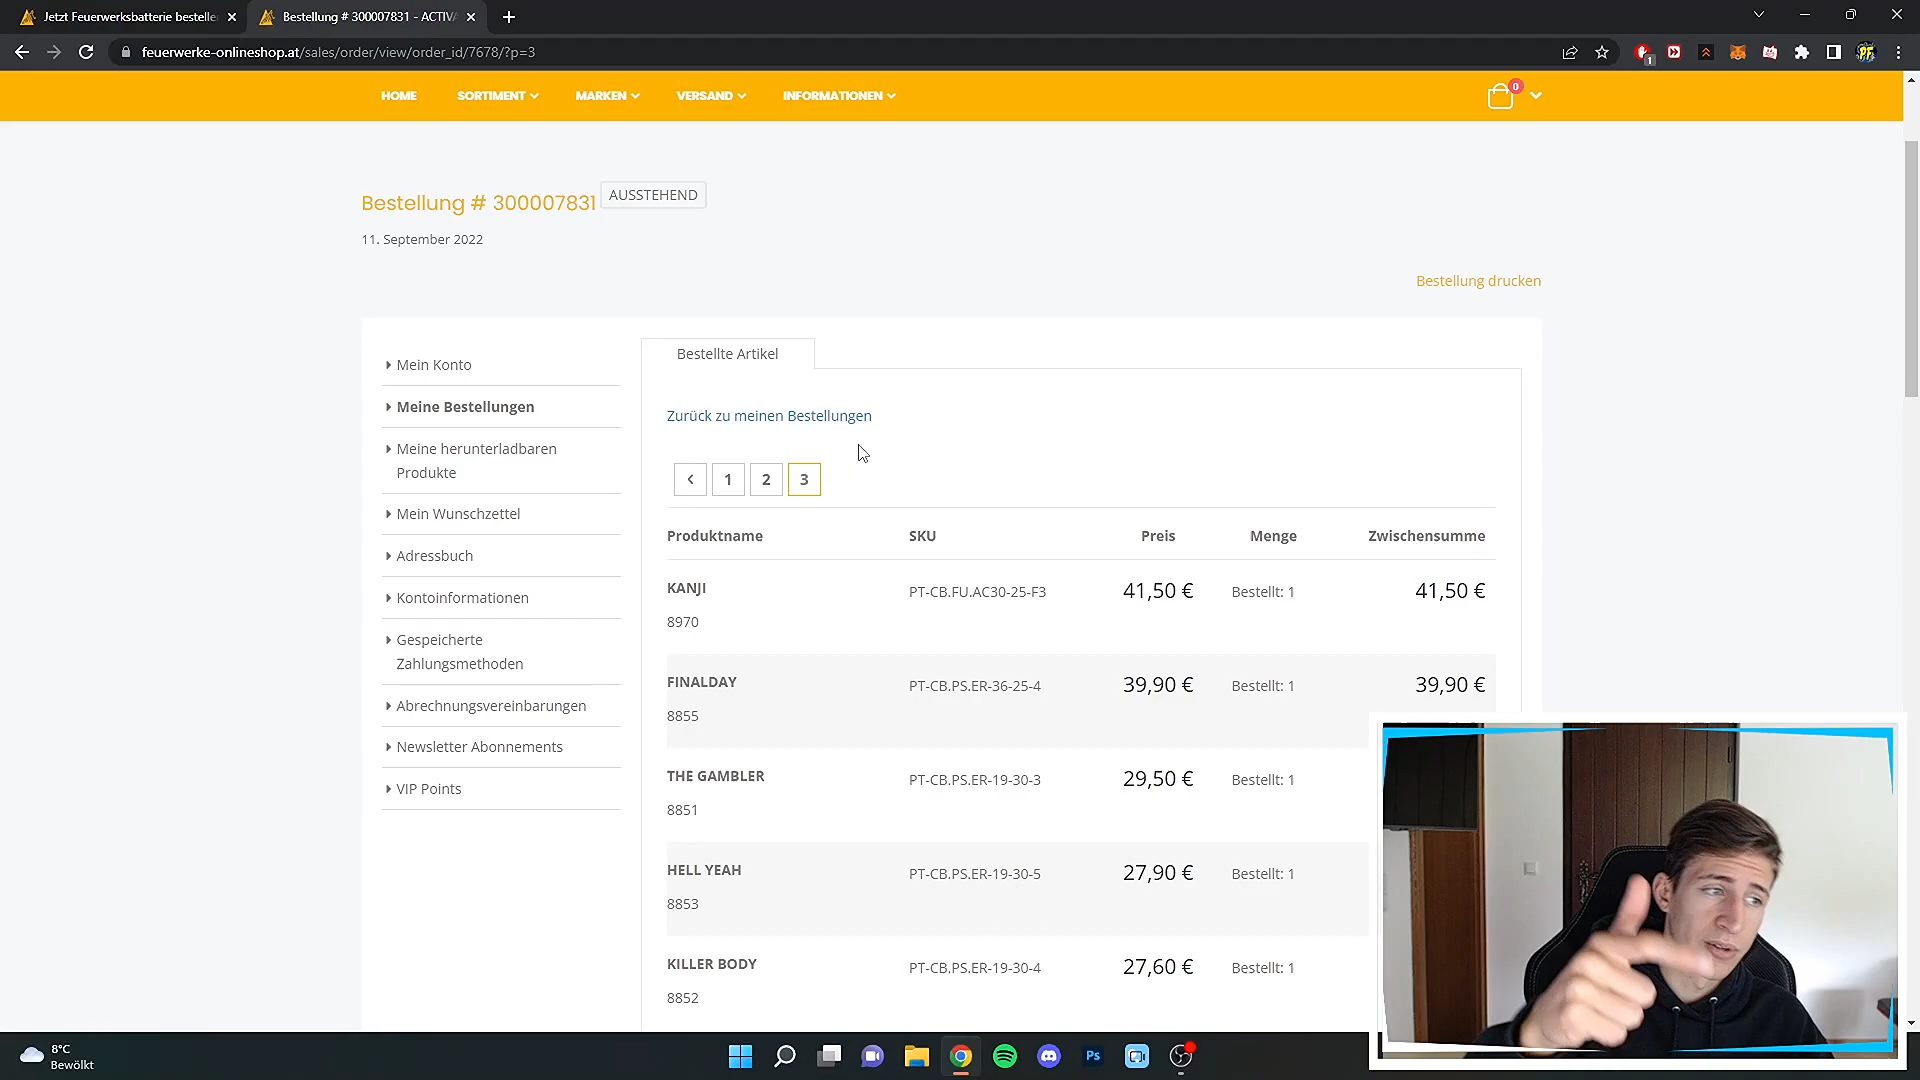 Jetzt Feuerwerksbatterie bestelle
Bestellung # 300007831 - ACTIVA
feuerwerke-onlineshop.at/sales/order/view/order_id/7678/?p=3
1
HOME SORTIMENT MARKEN VERSAND INFORMATIONEN
0
Bestellung # 300007831 AUSSTEHEND
11. September 2022
Bestellung drucken
Mein Konto
Meine Bestellungen
Meine herunterladbaren
Produkte
Mein Wunschzettel
Adressbuch
Kontoinformationen
Gespeicherte
Zahlungsmethoden
Abrechnungsvereinbarungen
Newsletter Abonnements
VIP Points
Bestellte Artikel
Zurück zu meinen Bestellungen
1 2 3
Produktname SKU Preis Menge Zwischensumme
KANJI PT-CB.FU.AC30-25-F3 41,50 € Bestellt: 1 41,50 €
8970
FINALDAY PT-CB.PS.ER-36-25-4 39,90 € Bestellt: 1 39,90 €
8855
THE GAMBLER PT-CB.PS.ER-19-30-3 29,50 € Bestellt: 1
8851
HELL YEAH PT-CB.PS.ER-19-30-5 27,90 € Bestellt: 1
8853
KILLER BODY PT-CB.PS.ER-19-30-4 27,60 € Bestellt: 1
8852
8°C
Bewölkt
Ps